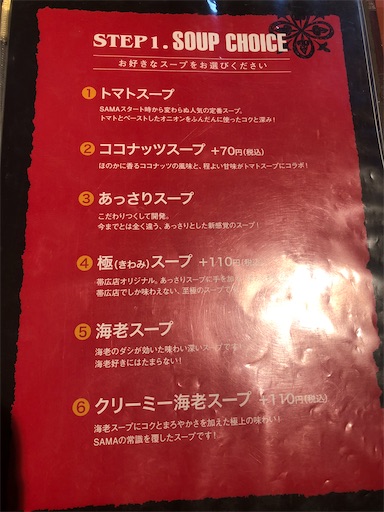 STEP1. SOUP CHOICE
お好きなスープをお選びください
1 トマトスープ
SAMAスタート時から変わらぬ人気の定番スープ。
トマトとペーストしたオニオンをふんだんに使ったコクと深み!
2 ココナッツスープ +70円(税込)
ほのかに香るココナッツの風味と、程よい甘味がトマトスープにコラボ!
3 あっさりスープ
こだわりつくして開発。
今までとは全く違う、あっさりとした新感覚のスープ!
4 極(きわみ)スープ +110円(税込)
帯広店オリジナル。あっさりスープに手を加
帯広店でしか味わえない、至極のスープ
5 海老スープ
海老のダシが効いた味わい深いスープです
海老好きにはたまらない!
6 クリーミー海老スープ +110円(税込)
海老スープにコクとまろやかさを加えた極上の味わい!
SAMAの常識を覆したスープです!